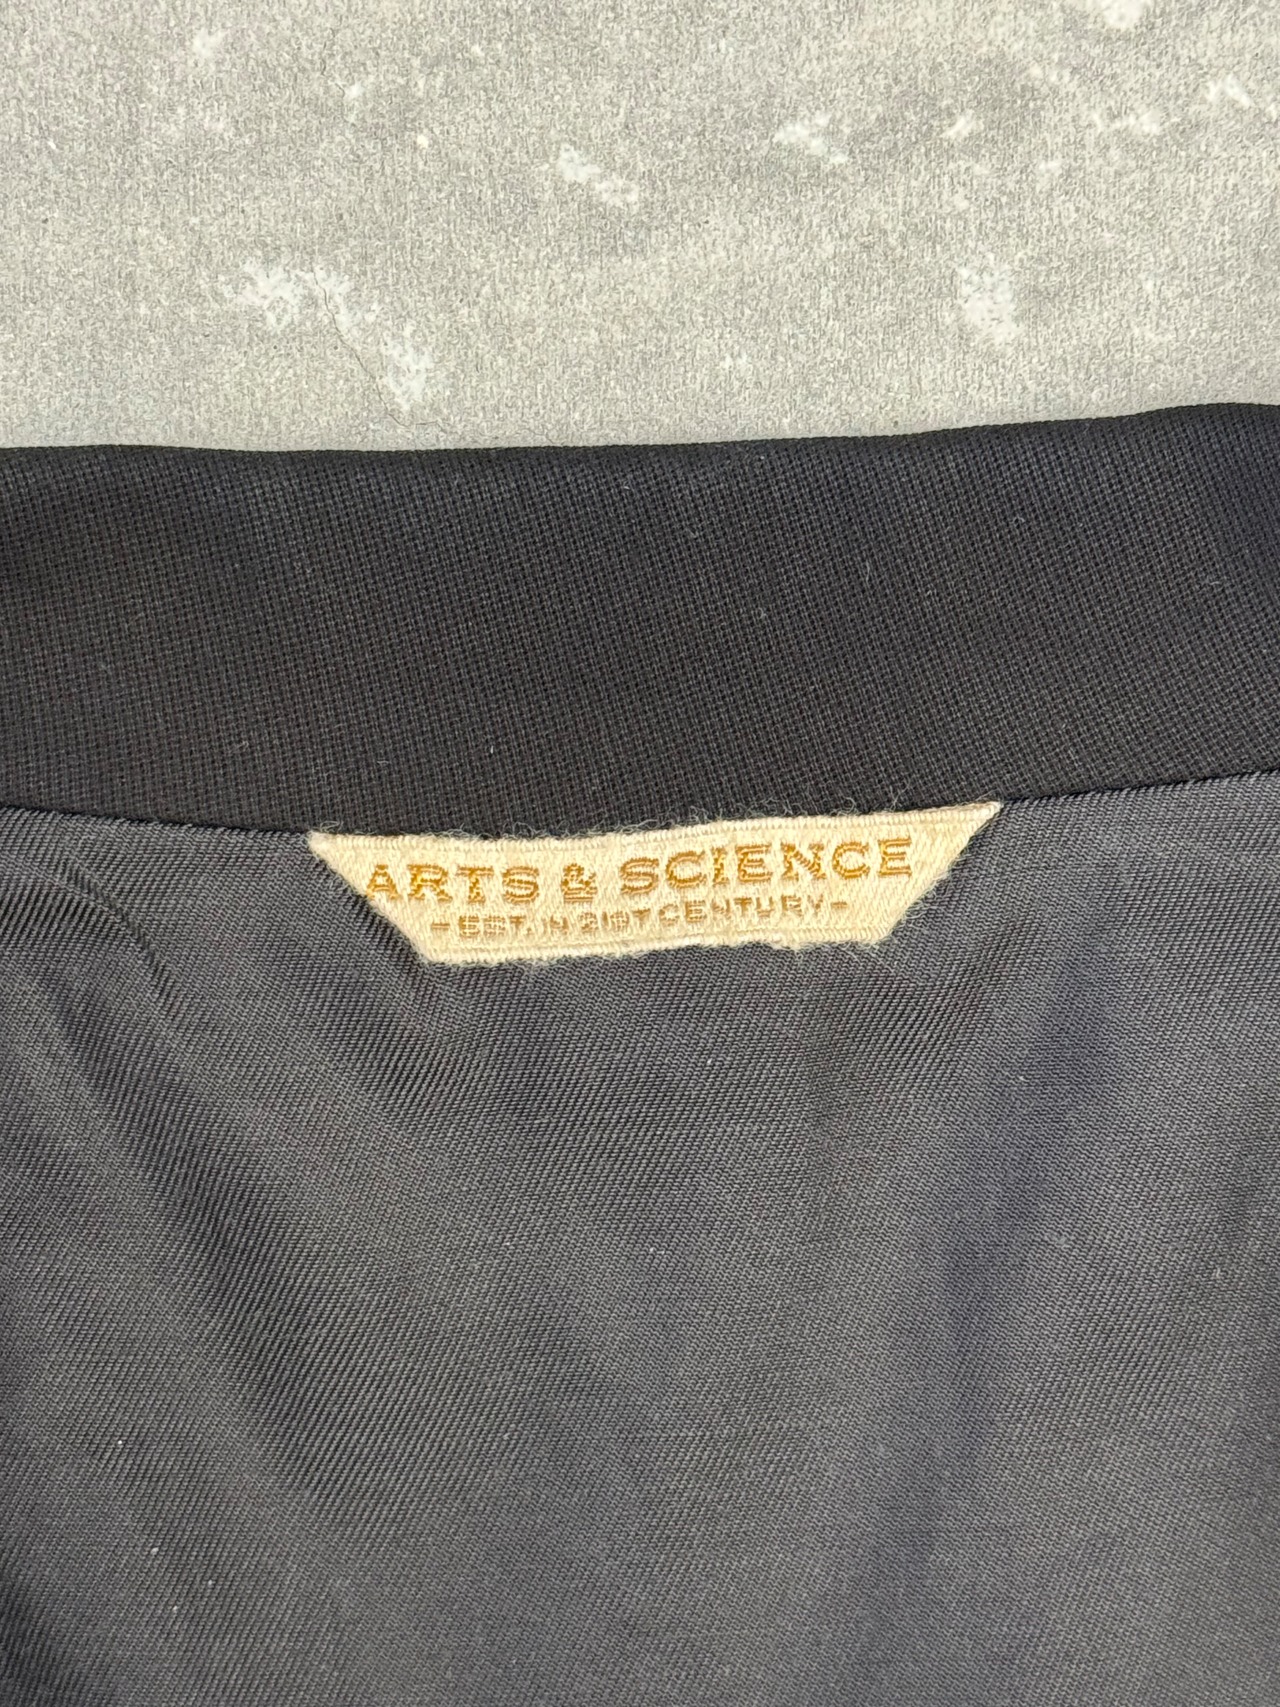 ARTS & SCIENCE
-EST. IN 21ST CENTURY-